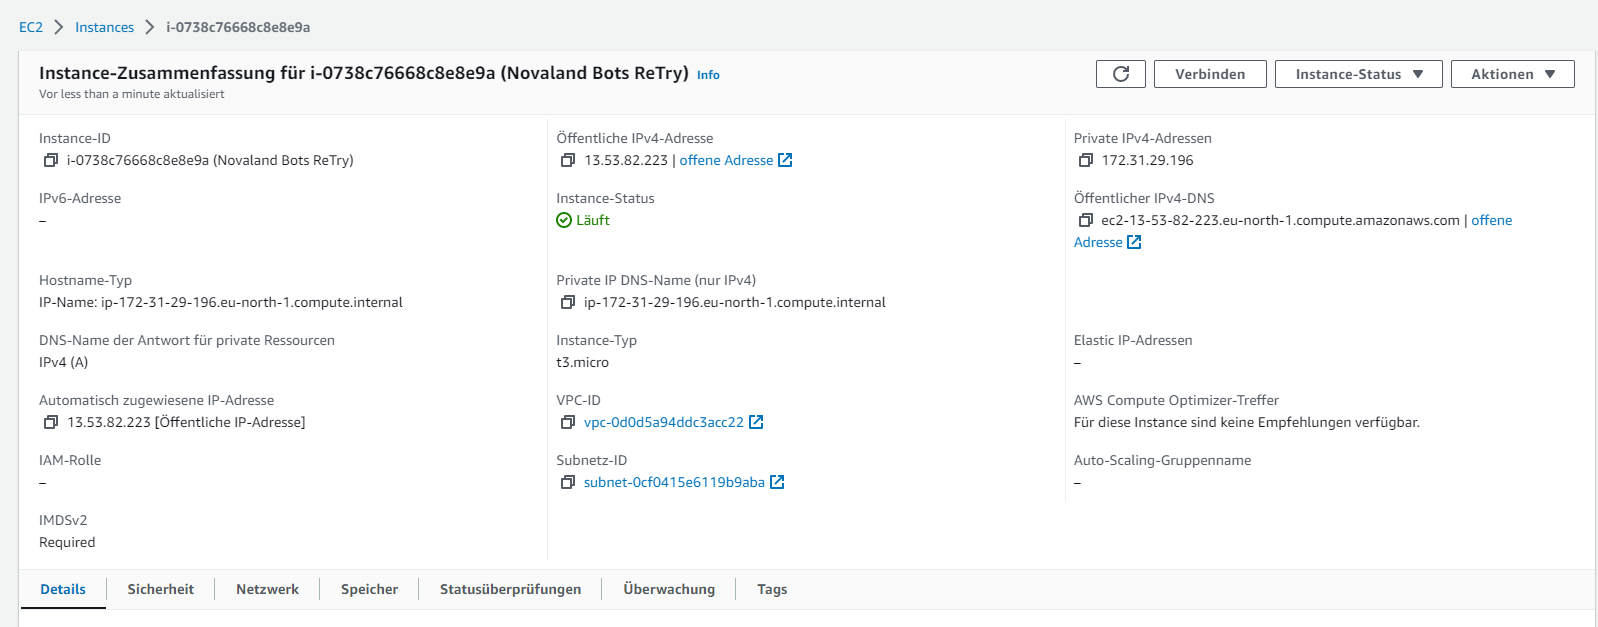 EC2 > Instances > i-0738c76668c8e8e9a
Instance-Zusammenfassung für i-0738c76668c8e8e9a (Novaland Bots ReTry) Info
Vor less than a minute aktualisiert
Verbinden
Instance-Status
Aktionen
Instance-ID
i-0738c76668c8e8e9a (Novaland Bots ReTry)
Öffentliche IPv4-Adresse
13.53.82.223 | offene Adresse
Private IPv4-Adressen
172.31.29.196
IPv6-Adresse
–
Instance-Status
Läuft
Öffentlicher IPv4-DNS
ec2-13-53-82-223.eu-north-1.compute.amazonaws.com | offene
Adresse
Hostname-Typ
IP-Name: ip-172-31-29-196.eu-north-1.compute.internal
Private IP DNS-Name (nur IPv4)
ip-172-31-29-196.eu-north-1.compute.internal
DNS-Name der Antwort für private Ressourcen
IPv4 (A)
Instance-Typ
t3.micro
Elastic IP-Adressen
–
Automatisch zugewiesene IP-Adresse
13.53.82.223 [Öffentliche IP-Adresse]
VPC-ID
vpc-0d0d5a94ddc3acc22
AWS Compute Optimizer-Treffer
Für diese Instance sind keine Empfehlungen verfügbar.
IAM-Rolle
–
Subnetz-ID
subnet-0cf0415e6119b9aba
Auto-Scaling-Gruppenname
–
IMDSv2
Required
Details
Sicherheit
Netzwerk
Speicher
Statusüberprüfungen
Überwachung
Tags